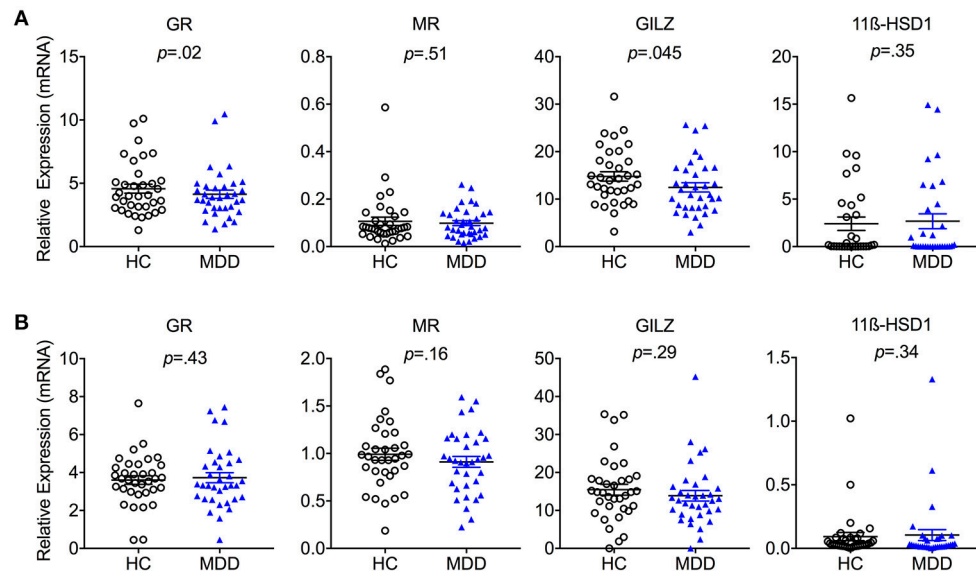 A
GR
MR
GILZ
11ß-HSD1
p=.02
p=.51
p=.045
p=.35
Relative Expression (mRNA)
15
10
5
0
0.8
0.6
0.4
0.2
0.0
40
30
20
10
0
20
15
10
5
0
HC
MDD
HC
MDD
HC
MDD
HC
MDD
B
GR
MR
GILZ
11ß-HSD1
p=.43
p=.16
p=.29
p=.34
Relative Expression (mRNA)
10
8
6
4
2
0
2.0
1.5
1.0
0.5
0.0
50
40
30
20
10
0
1.5
1.0
0.5
0.0
HC
MDD
HC
MDD
HC
MDD
HC
MDD